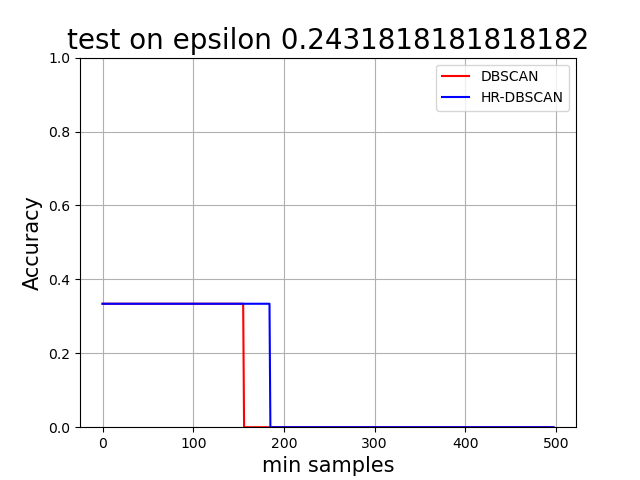 test on epsilon 0.2431818181818182
DBSCAN
HR-DBSCAN
1.0
0.8
0.6
0.4
0.2
0.0
Accuracy
0 100 200 300 400 500
min samples